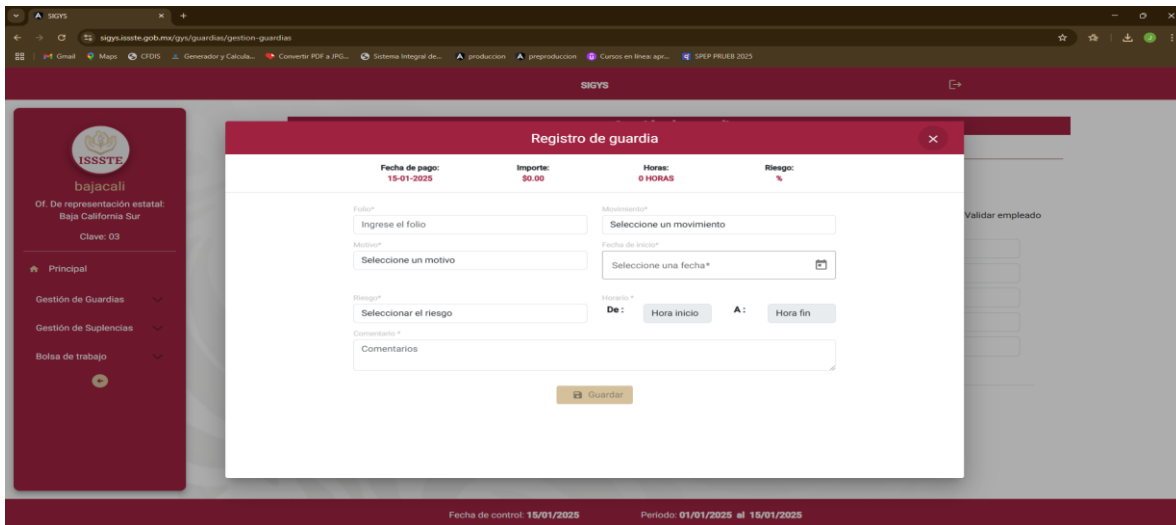 SIGYS
sigys.issste.gob.mx/gys/guardias/gestion-guardias
Gmail Maps CFDIS Generador y Calcula... Convertir PDF a JPG... Sistema Integral de... produccion preproduccion Cursos en línea: apr... SPEP PRUEB 2025
SIGYS
ISSSTE
bajacali
Of. De representación estatal:
Baja California Sur
Clave: 03
Principal
Gestión de Guardias
Gestión de Suplencias
Bolsa de trabajo
Registro de guardia
Fecha de pago: Importe: Horas: Riesgo:
15-01-2025 $0.00 0 HORAS %
Folio* Movimiento*
Ingrese el folio Seleccione un movimiento
Motivo* Fecha de inicio*
Seleccione un motivo Seleccione una fecha*
Riesgo* Horario *
Seleccionar el riesgo De : Hora inicio A : Hora fin
Comentario *
Comentarios
Guardar
Validar empleado
Fecha de control: 15/01/2025 Periodo: 01/01/2025 al 15/01/2025